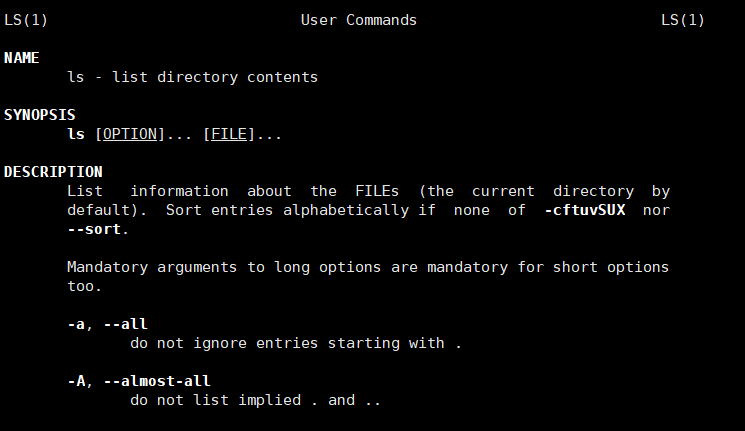 LS(1) User Commands LS(1)
NAME
ls - list directory contents
SYNOPSIS
ls [OPTION]... [FILE]...
DESCRIPTION
List information about the FILEs (the current directory by
default). Sort entries alphabetically if none of -cftuvSUX nor
--sort.
Mandatory arguments to long options are mandatory for short options
too.
-a, --all
do not ignore entries starting with .
-A, --almost-all
do not list implied . and ..